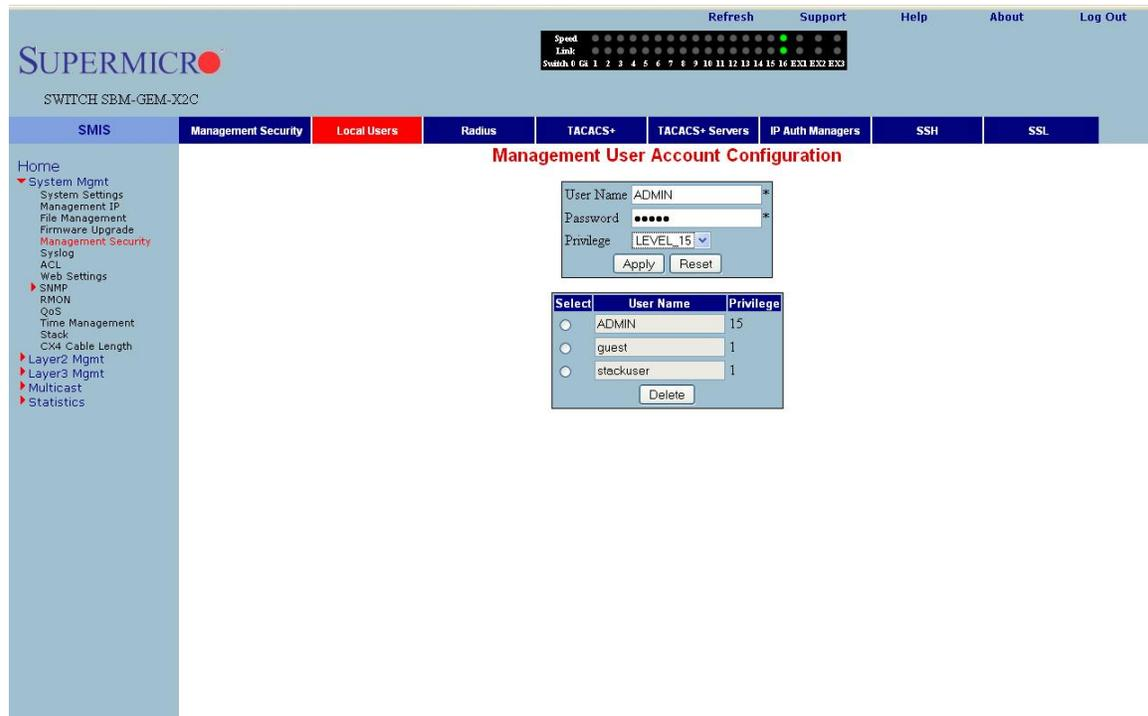 Refresh Support Help About Log Out
SUPERMICRO
SWITCH SBM-GEM-X2C
Speed
Link
Switch 0 Gi 1 2 3 4 5 6 7 8 9 10 11 12 13 14 15 16 EX1 EX2 EX3
SMIS
Management Security Local Users Radius TACACS+ TACACS+ Servers IP Auth Managers SSH SSL
Home
System Mgmt
System Settings
Management IP
File Management
Firmware Upgrade
Management Security
Syslog
ACL
Web Settings
SNMP
RMON
QoS
Time Management
Stack
CX4 Cable Length
Layer2 Mgmt
Layer3 Mgmt
Multicast
Statistics
Management User Account Configuration
User Name ADMIN *
Password ●●●●● *
Privilege LEVEL_15
Apply Reset
Select User Name Privilege
ADMIN 15
guest 1
stackuser 1
Delete